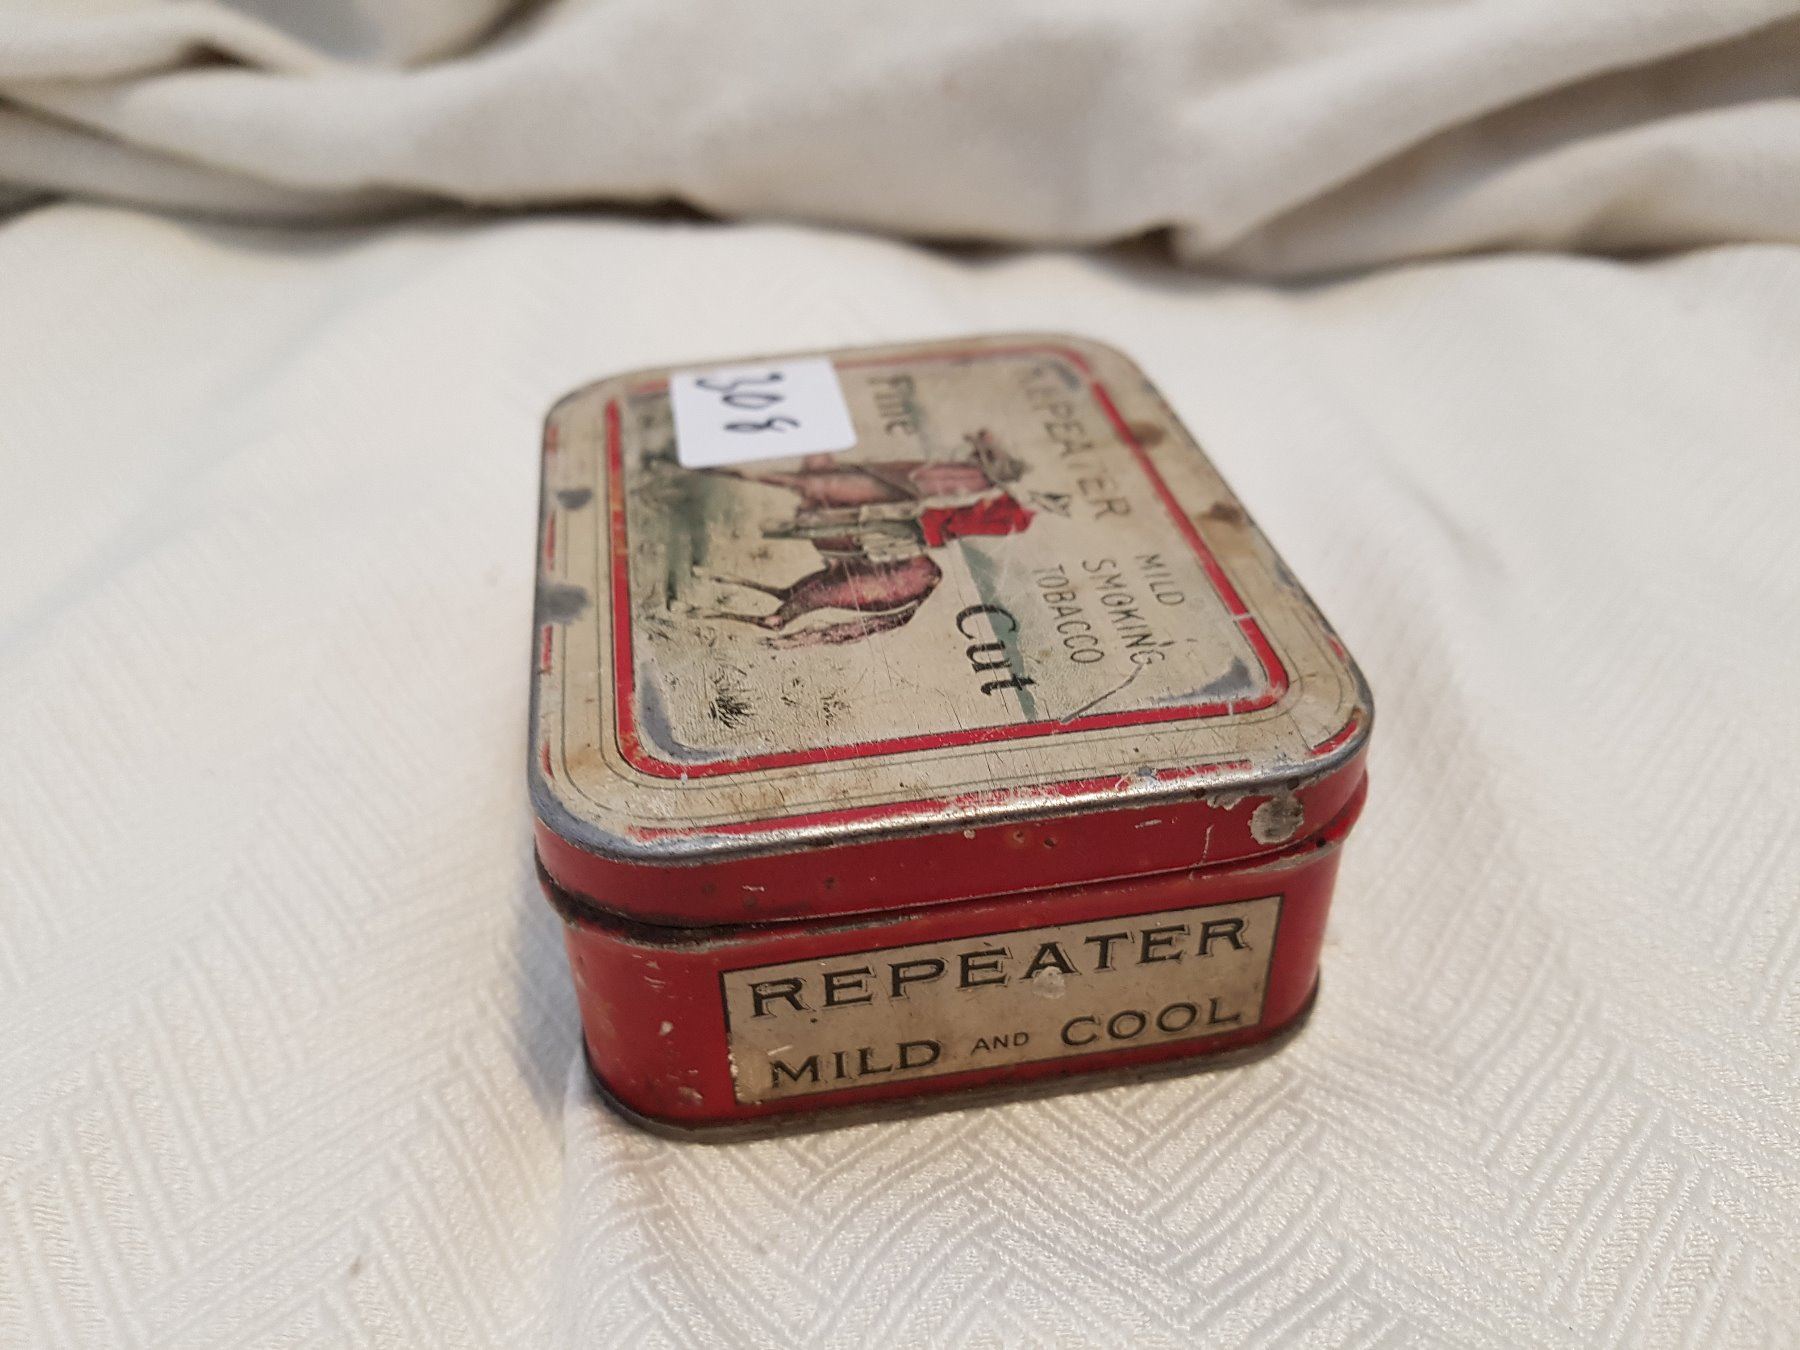 308
REPEATER
MILD
SMOKING
TOBACCO
Fine Cut
REPEATER
MILD AND COOL